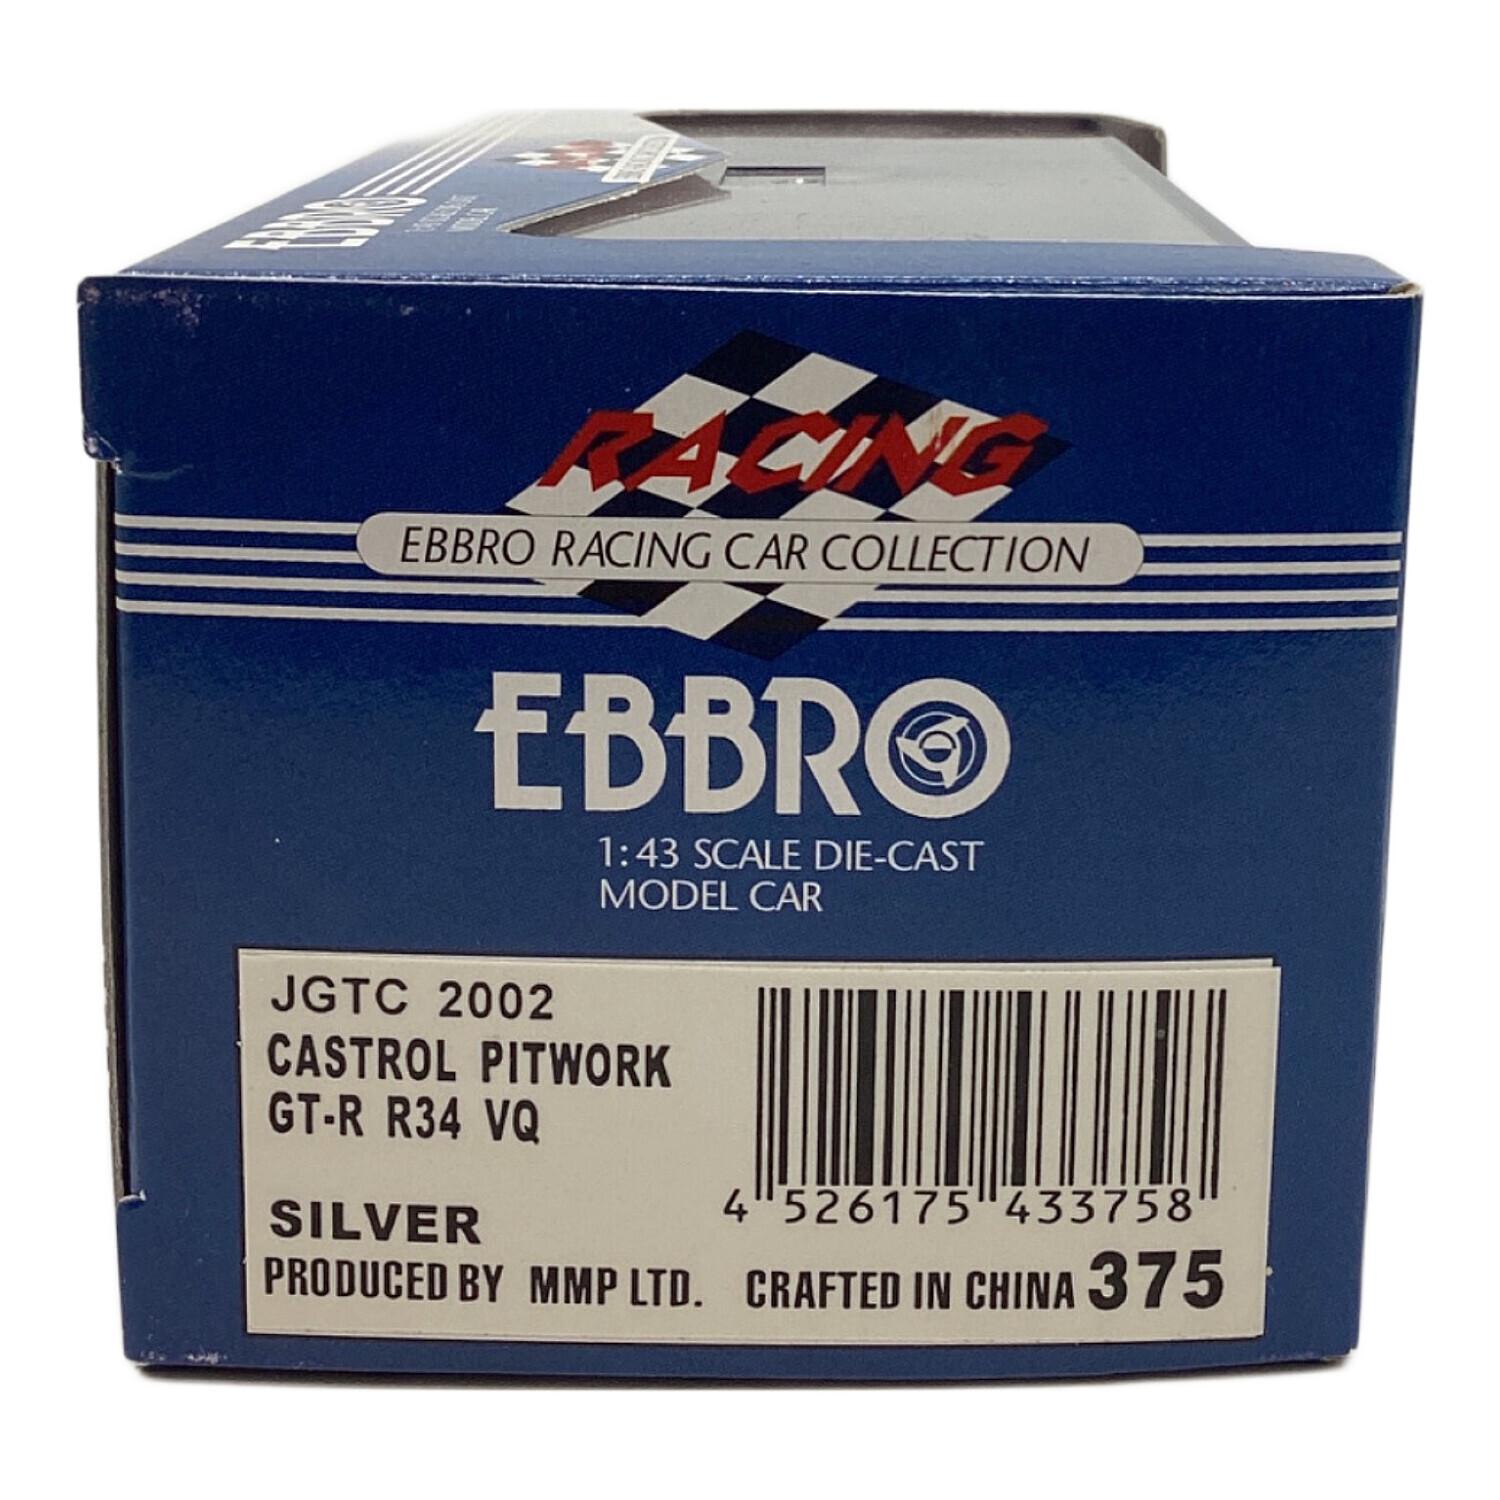 EBBRO
RACING
EBBRO RACING CAR COLLECTION
EBBRO
1:43 SCALE DIE-CAST
MODEL CAR
JGTC 2002
CASTROL PITWORK
GT-R R34 VQ
SILVER
4 526175 433758
PRODUCED BY MMP LTD. CRAFTED IN CHINA 375